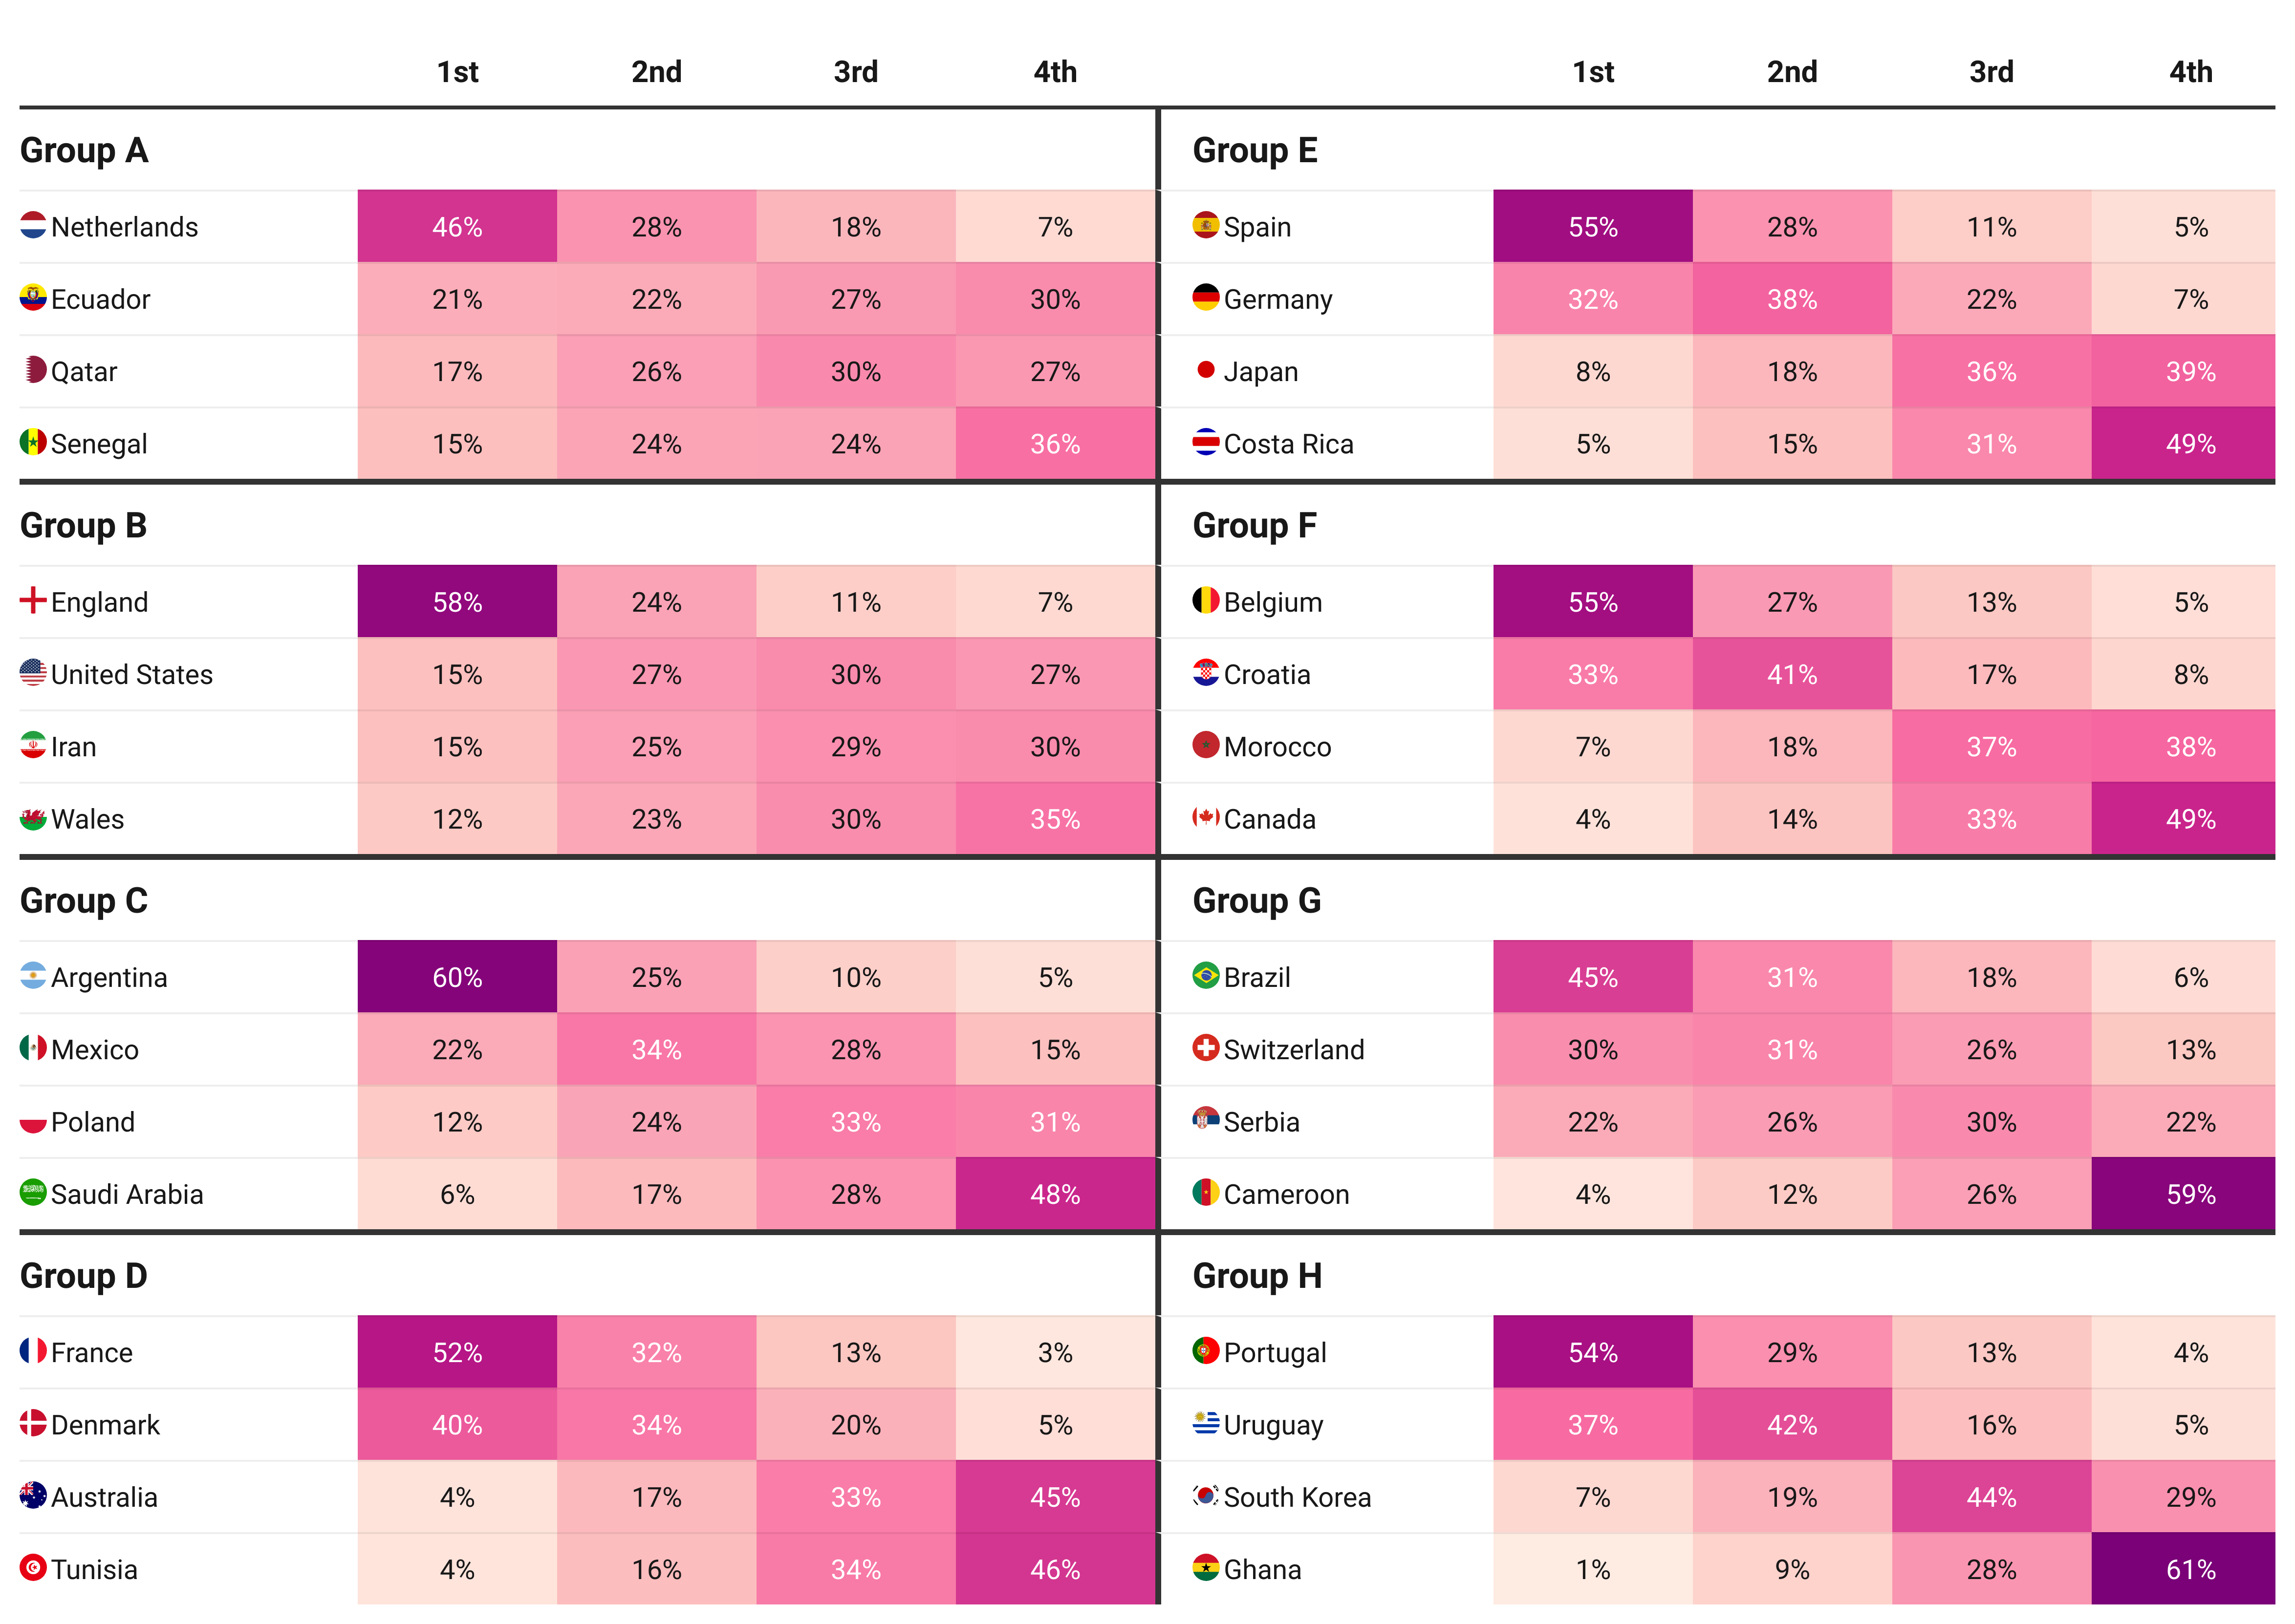 1st 2nd 3rd 4th
Group A
Netherlands 46% 28% 18% 7%
Ecuador 21% 22% 27% 30%
Qatar 17% 26% 30% 27%
Senegal 15% 24% 24% 36%
Group B
England 58% 24% 11% 7%
United States 15% 27% 30% 27%
Iran 15% 25% 29% 30%
Wales 12% 23% 30% 35%
Group C
Argentina 60% 25% 10% 5%
Mexico 22% 34% 28% 15%
Poland 12% 24% 33% 31%
Saudi Arabia 6% 17% 28% 48%
Group D
France 52% 32% 13% 3%
Denmark 40% 34% 20% 5%
Australia 4% 17% 33% 45%
Tunisia 4% 16% 34% 46%
1st 2nd 3rd 4th
Group E
Spain 55% 28% 11% 5%
Germany 32% 38% 22% 7%
Japan 8% 18% 36% 39%
Costa Rica 5% 15% 31% 49%
Group F
Belgium 55% 27% 13% 5%
Croatia 33% 41% 17% 8%
Morocco 7% 18% 37% 38%
Canada 4% 14% 33% 49%
Group G
Brazil 45% 31% 18% 6%
Switzerland 30% 31% 26% 13%
Serbia 22% 26% 30% 22%
Cameroon 4% 12% 26% 59%
Group H
Portugal 54% 29% 13% 4%
Uruguay 37% 42% 16% 5%
South Korea 7% 19% 44% 29%
Ghana 1% 9% 28% 61%